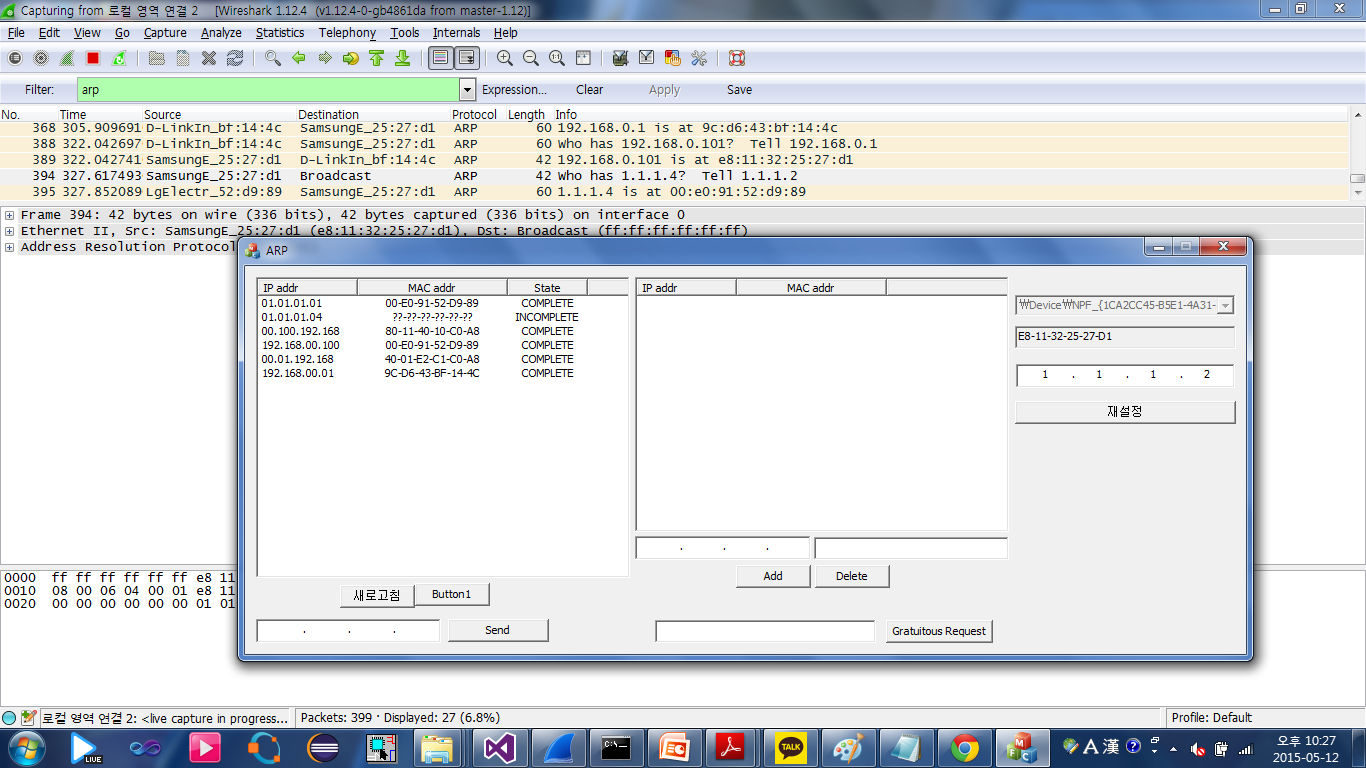 Capturing from 로컬 영역 연결 2 [Wireshark 1.12.4 (v1.12.4-0-gb4861da from master-1.12)]
File Edit View Go Capture Analyze Statistics Telephony Tools Internals Help
Filter: arp Expression... Clear Apply Save
No. Time Source Destination Protocol Length Info
368 305.909691 D-LinkIn_bf:14:4c SamsungE_25:27:d1 ARP 60 192.168.0.1 is at 9c:d6:43:bf:14:4c
388 322.042697 D-LinkIn_bf:14:4c SamsungE_25:27:d1 ARP 60 Who has 192.168.0.101? Tell 192.168.0.1
389 322.042741 SamsungE_25:27:d1 D-LinkIn_bf:14:4c ARP 42 192.168.0.101 is at e8:11:32:25:27:d1
394 327.617493 SamsungE_25:27:d1 Broadcast ARP 42 Who has 1.1.1.4? Tell 1.1.1.2
395 327.852089 LgElectr_52:d9:89 SamsungE_25:27:d1 ARP 60 1.1.1.4 is at 00:e0:91:52:d9:89
Frame 394: 42 bytes on wire (336 bits), 42 bytes captured (336 bits) on interface 0
Ethernet II, Src: SamsungE_25:27:d1 (e8:11:32:25:27:d1), Dst: Broadcast (ff:ff:ff:ff:ff:ff)
Address Resolution Protocol
ARP
IP addr MAC addr State
01.01.01.01 00-E0-91-52-D9-89 COMPLETE
01.01.01.04 ??-??-??-??-??-?? INCOMPLETE
00.100.192.168 80-11-40-10-C0-A8 COMPLETE
192.168.00.100 00-E0-91-52-D9-89 COMPLETE
00.01.192.168 40-01-E2-C1-C0-A8 COMPLETE
192.168.00.01 9C-D6-43-BF-14-4C COMPLETE
새로고침 Button1
. . . Send
IP addr MAC addr
. . .
Add Delete
Gratuitous Request
₩Device₩NPF_{1CA2CC45-B5E1-4A31-
E8-11-32-25-27-D1
1 . 1 . 1 . 2
재설정
0000 ff ff ff ff ff ff e8 11
0010 08 00 06 04 00 01 e8 11
0020 00 00 00 00 00 00 01 01
로컬 영역 연결 2: <live capture in progress... Packets: 399 · Displayed: 27 (6.8%) Profile: Default
LIVE
C:\_
TALK
M F C
A 漢 ?
오후 10:27
2015-05-12